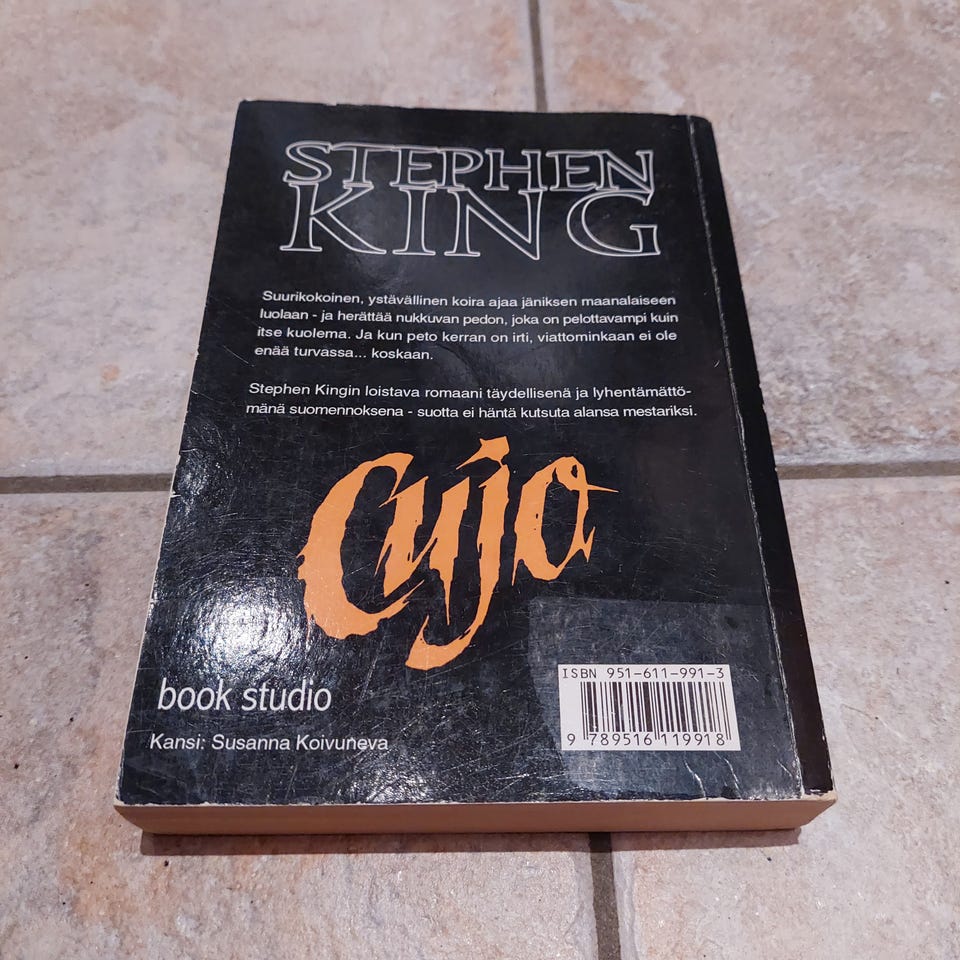 STEPHEN
KING
Suurikokoinen, ystävällinen koira ajaa jäniksen maanalaiseen
luolaan - ja herättää nukkuvan pedon, joka on pelottavampi kuin
itse kuolema. Ja kun peto kerran on irti, viattominkaan ei ole
enää turvassa... koskaan.
Stephen Kingin loistava romaani täydellisenä ja lyhentämättö-
mänä suomennoksena - suotta ei häntä kutsuta alansa mestariksi.
Cujo
book studio
Kansi: Susanna Koivuneva
ISBN 951-611-991-3
9 789516 119918